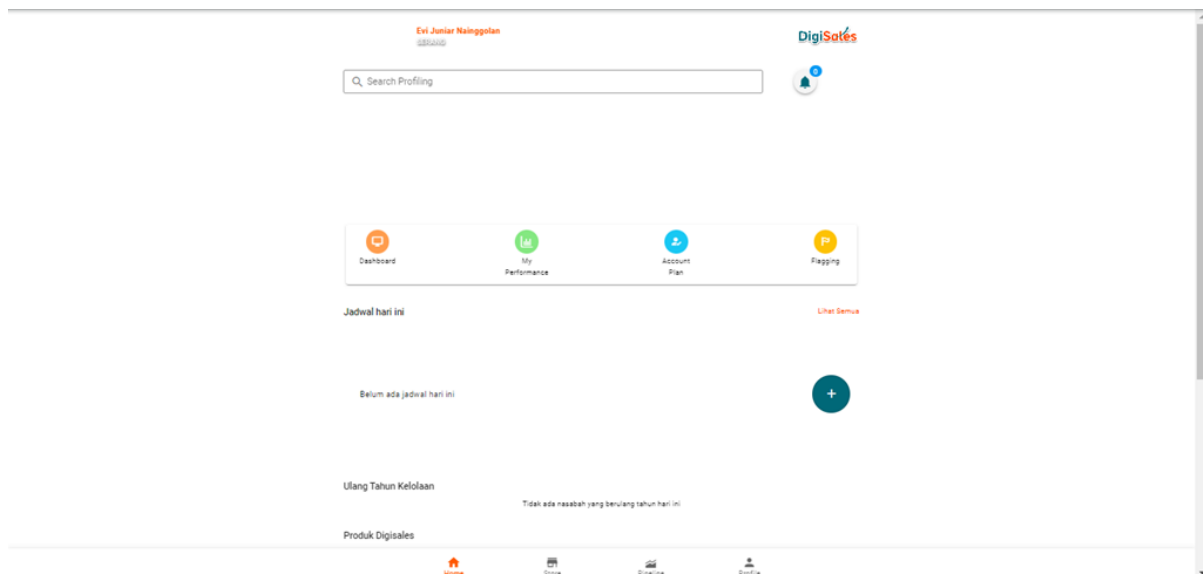 Evi Juniar Nainggolan
SERANG
DigiSales
Search Profiling
0
Dashboard
My
Performance
Account
Plan
Flagging
Jadwal hari ini
Lihat Semua
Belum ada jadwal hari ini
+
Ulang Tahun Kelolaan
Tidak ada nasabah yang berulang tahun hari ini
Produk Digisales
Home
Store
Pipeline
Profile